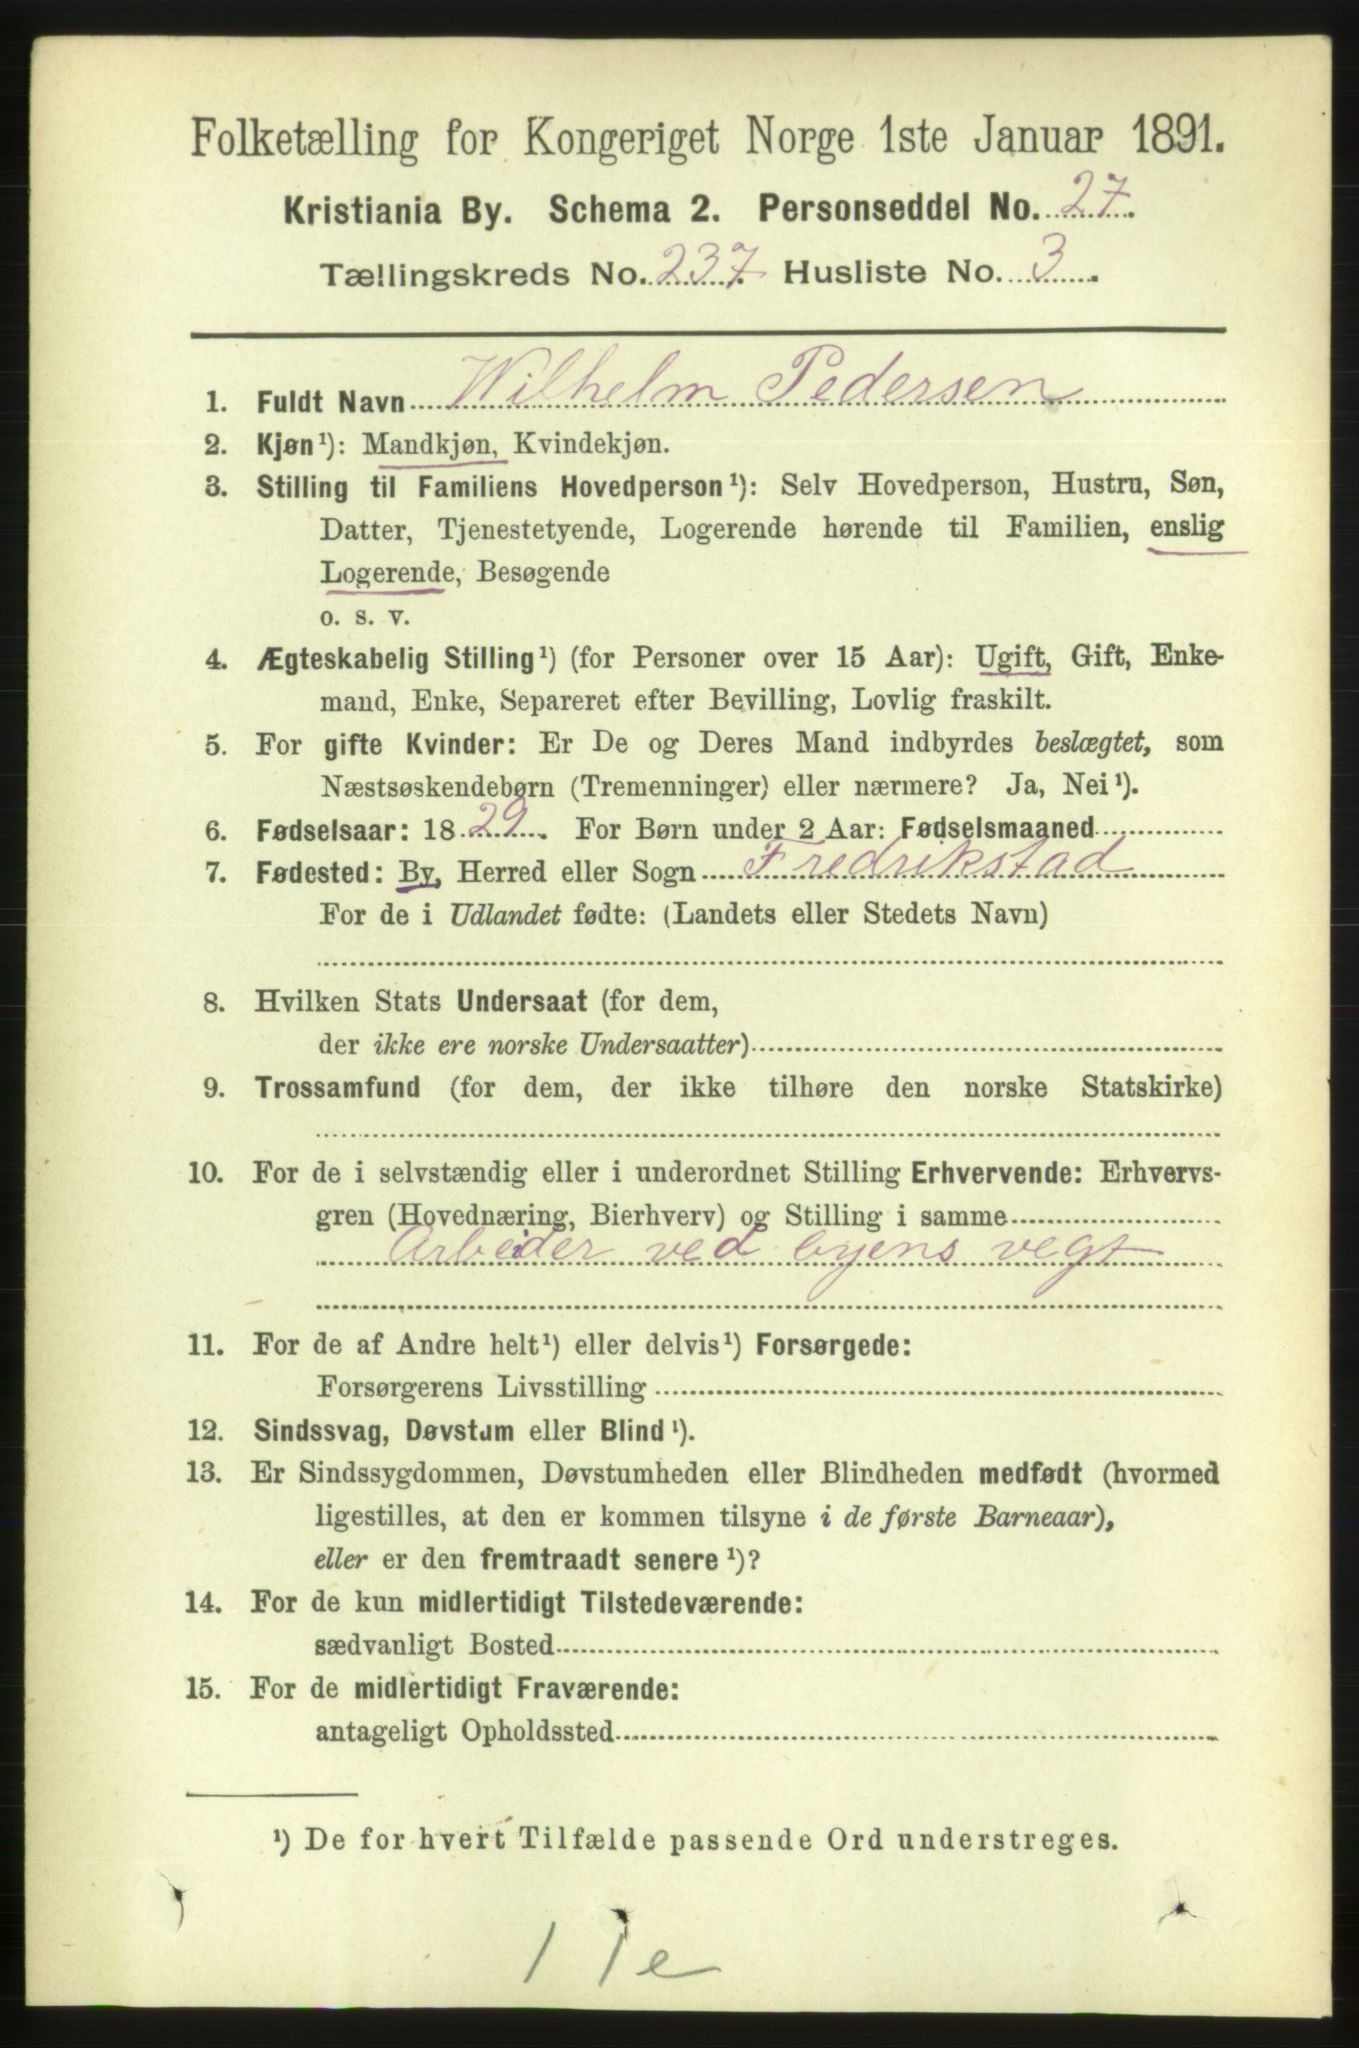 Folketælling for Kongeriget Norge 1ste Januar 1891.
Kristiania By. Schema 2. Personseddel No. 27.
Tællingskreds No. 237. Husliste No. 3.
1. Fuldt Navn Wilhelm Pedersen
2. Kjøn¹): Mandkjøn, Kvindekjøn.
3. Stilling til Familiens Hovedperson¹): Selv Hovedperson, Hustru, Søn,
Datter, Tjenestetyende, Logerende hørende til Familien, enslig
Logerende, Besøgende
o. s. v.
4. Ægteskabelig Stilling¹) (for Personer over 15 Aar): Ugift, Gift, Enke-
mand, Enke, Separeret efter Bevilling, Lovlig fraskilt.
5. For gifte Kvinder: Er De og Deres Mand indbyrdes beslægtet, som
Næstsøskendebørn (Tremenninger) eller nærmere? Ja, Nei¹).
6. Fødselsaar: 1829. For Børn under 2 Aar: Fødselsmaaned
7. Fødested: By, Herred eller Sogn Fredrikstad
For de i Udlandet fødte: (Landets eller Stedets Navn)
8. Hvilken Stats Undersaat (for dem,
der ikke ere norske Undersaatter)
9. Trossamfund (for dem, der ikke tilhøre den norske Statskirke)
10. For de i selvstændig eller i underordnet Stilling Erhvervende: Erhvervs-
gren (Hovednæring, Bierhverv) og Stilling i samme
Arbeider ved byens vegt
11. For de af Andre helt¹) eller delvis¹) Forsørgede:
Forsørgerens Livsstilling
12. Sindssvag, Døvstum eller Blind¹).
13. Er Sindssygdommen, Døvstumheden eller Blindheden medfødt (hvormed
ligestilles, at den er kommen tilsyne i de første Barneaar),
eller er den fremtraadt senere¹)?
14. For de kun midlertidigt Tilstedeværende:
sædvanligt Bosted
15. For de midlertidigt Fraværende:
antageligt Opholdssted
¹) De for hvert Tilfælde passende Ord understreges.
1 1e